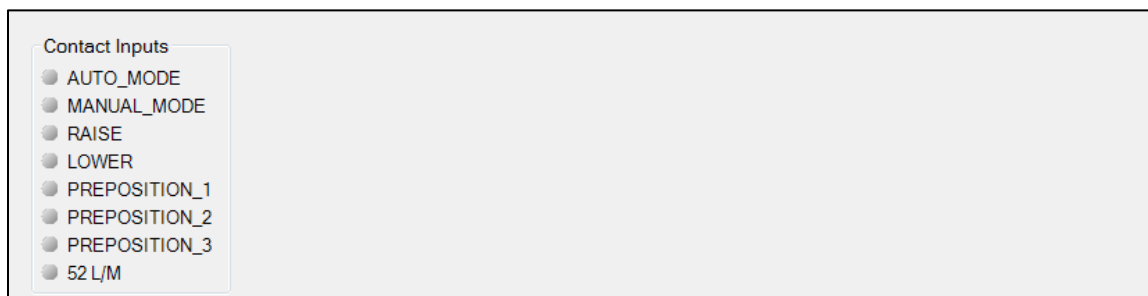 Contact Inputs
AUTO_MODE
MANUAL_MODE
RAISE
LOWER
PREPOSITION_1
PREPOSITION_2
PREPOSITION_3
52 L/M